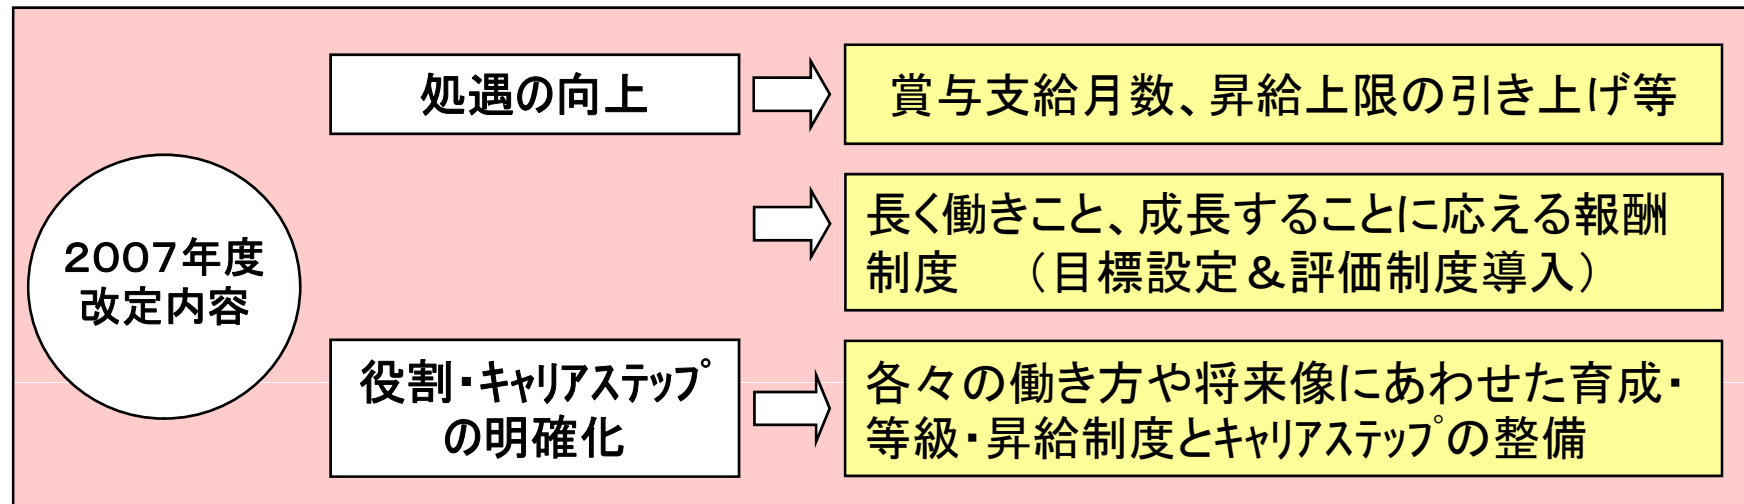 2007年度
改定内容
処遇の向上
賞与支給月数、昇給上限の引き上げ等
長く働きこと、成長することに応える報酬
制度　（目標設定＆評価制度導入）
役割・ｷｬﾘｱｽﾃｯﾌﾟ
の明確化
各々の働き方や将来像にあわせた育成・
等級・昇給制度とｷｬﾘｱｽﾃｯﾌﾟの整備